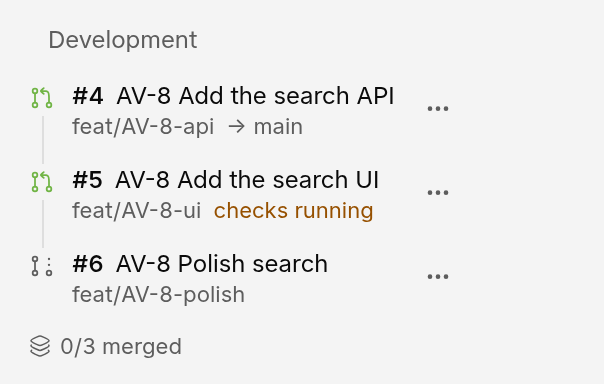 Development
#4 AV-8 Add the search API
feat/AV-8-api → main
#5 AV-8 Add the search UI
feat/AV-8-ui checks running
#6 AV-8 Polish search
feat/AV-8-polish
0/3 merged